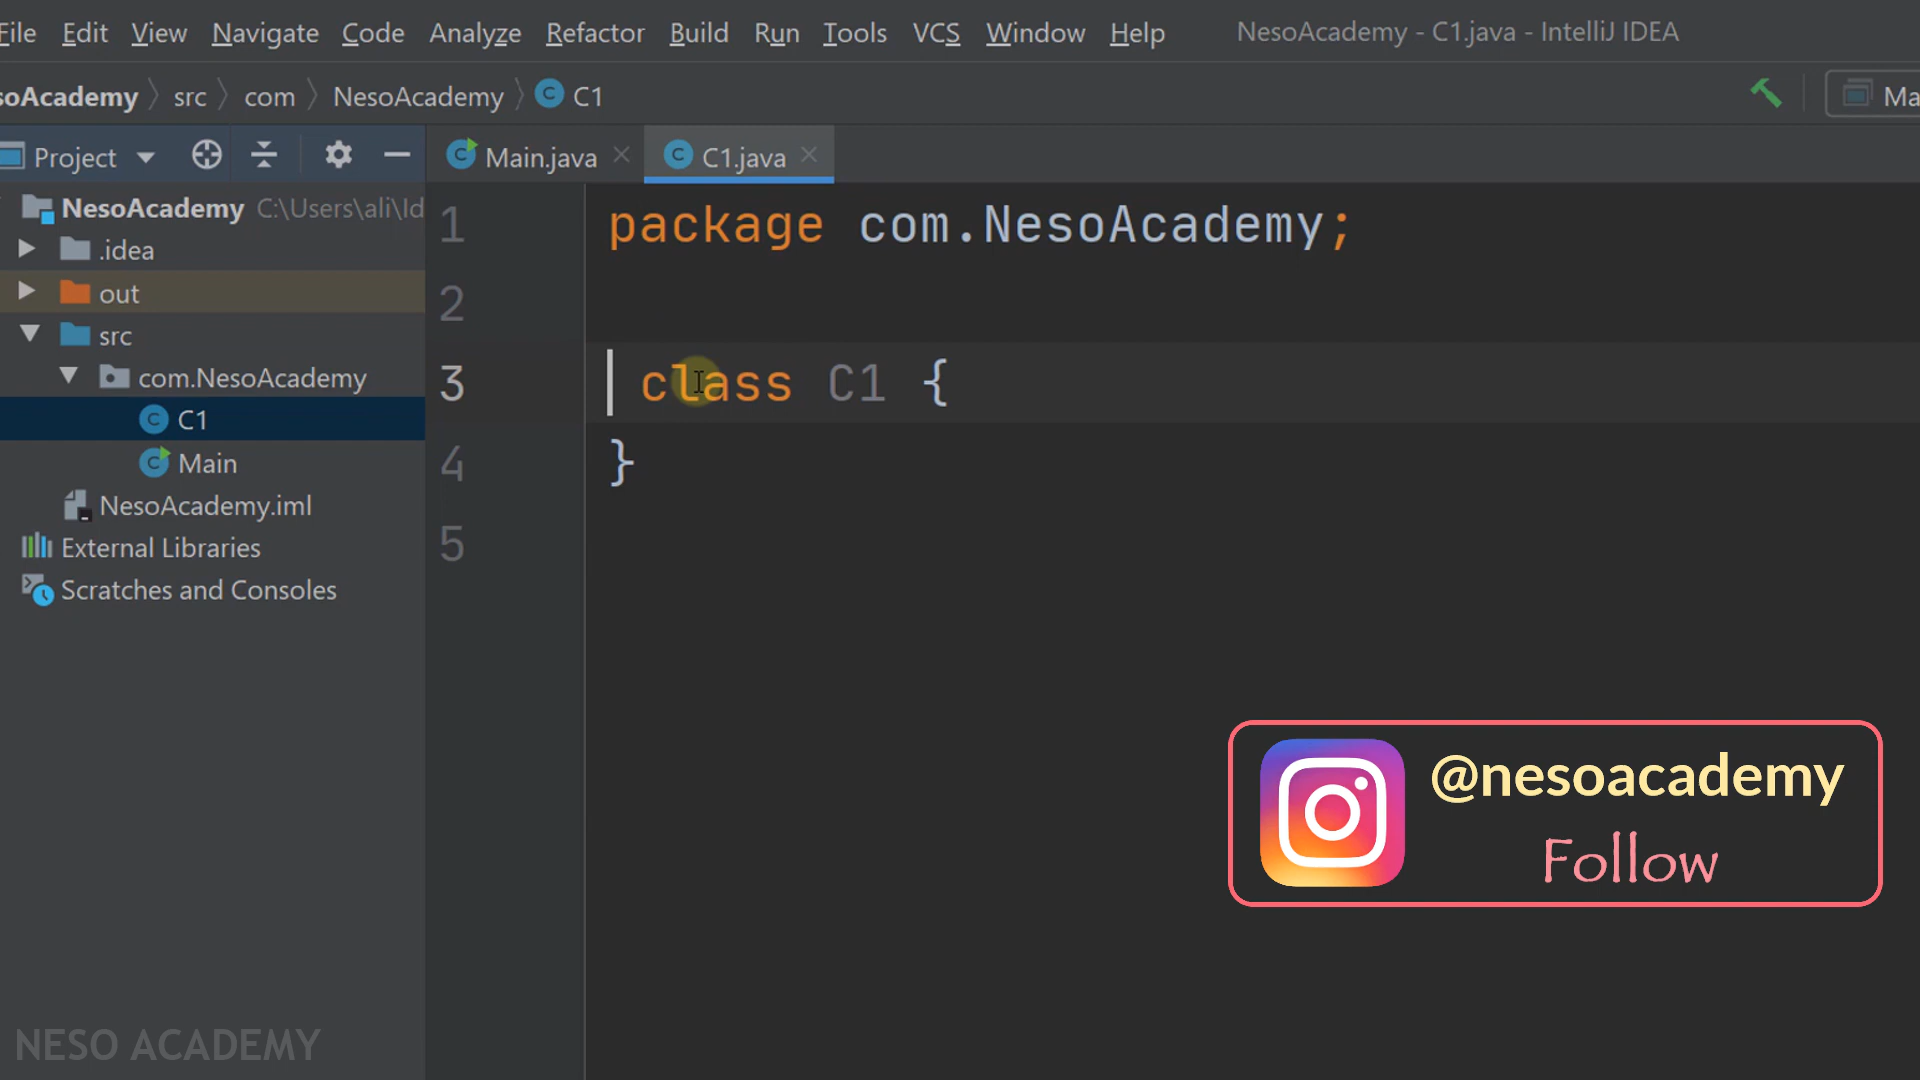 File Edit View Navigate Code Analyze Refactor Build Run Tools VCS Window Help NesoAcademy - C1.java - IntelliJ IDEA
soAcademy src com NesoAcademy C1 Ma
Project Main.java C1.java
NesoAcademy C:\Users\ali\Id
.idea
out
src
com.NesoAcademy
C1
Main
NesoAcademy.iml
External Libraries
Scratches and Consoles
1 package com.NesoAcademy;
2
3 class C1 {
4 }
5
@nesoacademy
Follow
NESO ACADEMY